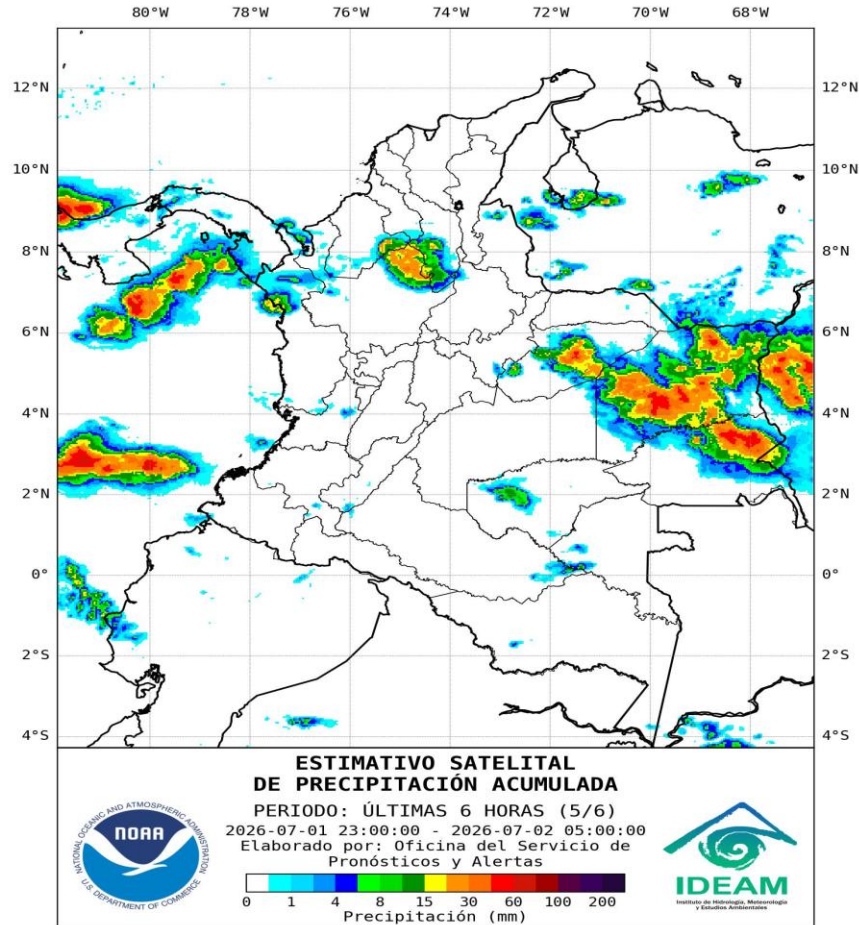 80°W 78°W 76°W 74°W 72°W 70°W 68°W
12°N 12°N
10°N 10°N
8°N 8°N
6°N 6°N
4°N 4°N
2°N 2°N
0° 0°
2°S 2°S
4°S 4°S
ESTIMATIVO SATELITAL
DE PRECIPITACIÓN ACUMULADA
PERIODO: ÚLTIMAS 6 HORAS (5/6)
2026-07-01 23:00:00 - 2026-07-02 05:00:00
Elaborado por: Oficina del Servicio de
Pronósticos y Alertas
0 1 4 8 15 30 60 100 200
Precipitación (mm)
NATIONAL OCEANIC AND ATMOSPHERIC ADMINISTRATION
NOAA
U.S. DEPARTMENT OF COMMERCE
IDEAM
Instituto de Hidrología, Meteorología
y Estudios Ambientales